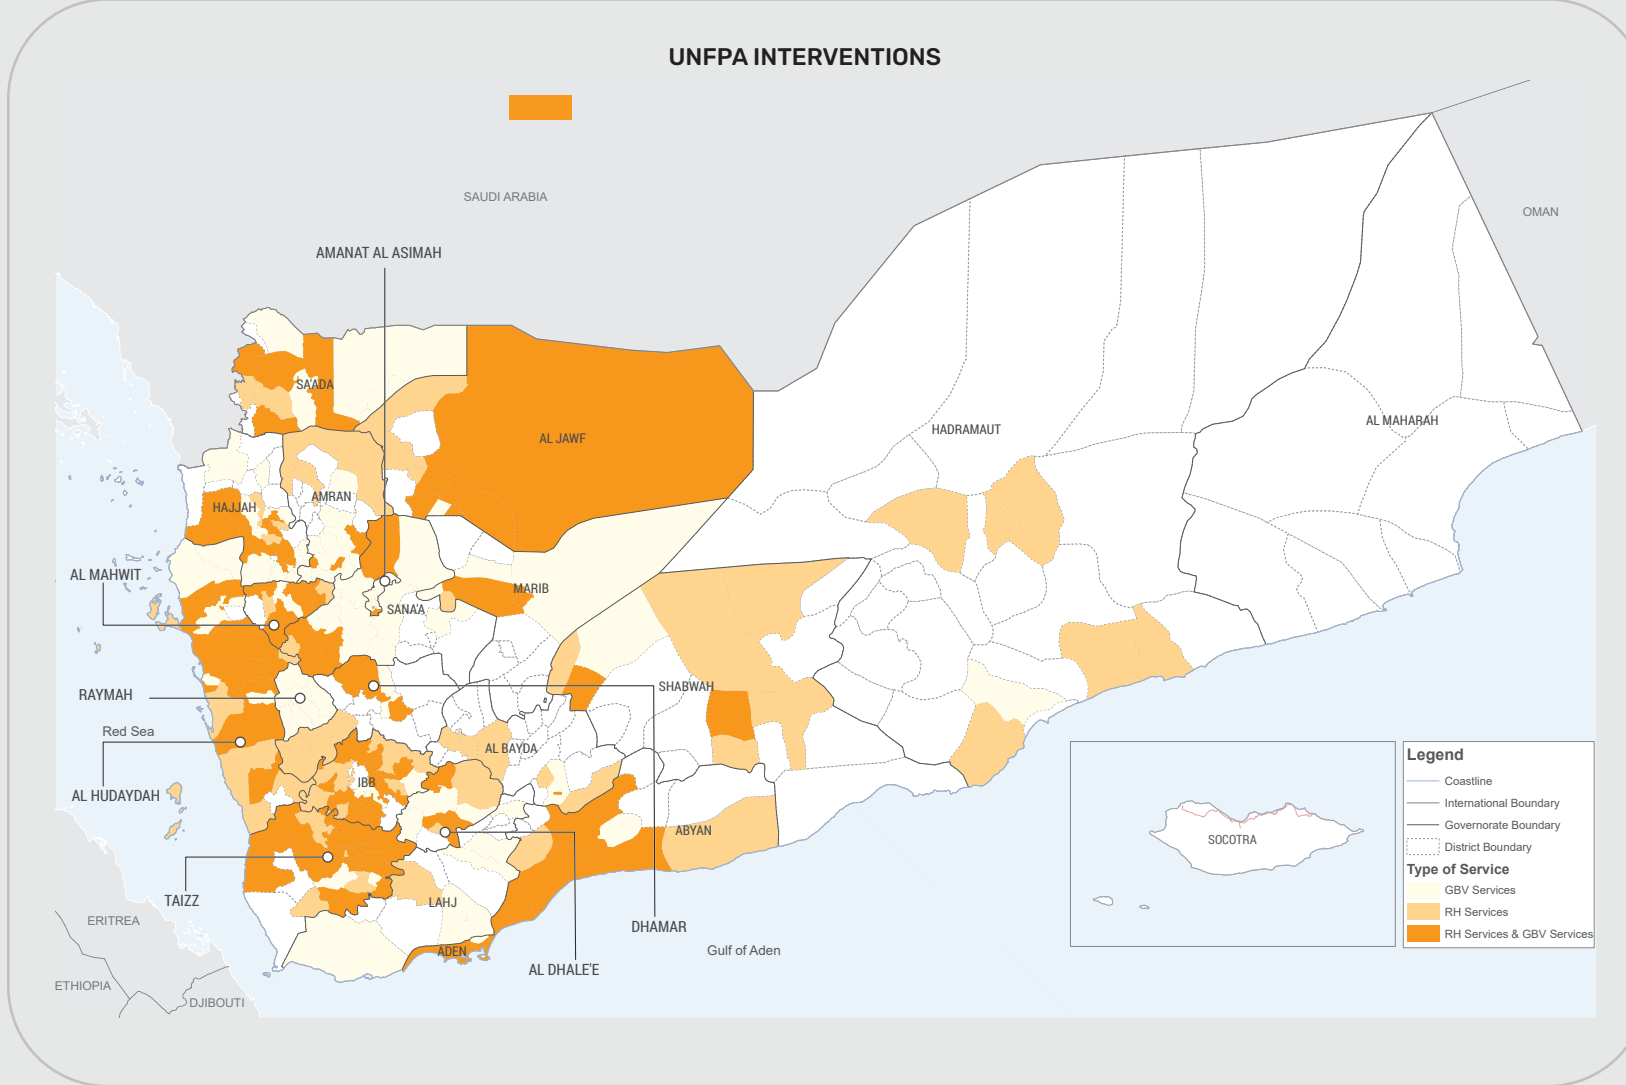 UNFPA INTERVENTIONS
SAUDI ARABIA
OMAN
AMANAT AL ASIMAH
SA'ADA
AL JAWF
HADRAMAUT
AL MAHARAH
HAJJAH
AMRAN
AL MAHWIT
MARIB
SANA'A
RAYMAH
SHABWAH
Red Sea
AL BAYDA
AL HUDAYDAH
IBB
ABYAN
TAIZZ
LAHJ
DHAMAR
ERITREA
ADEN
Gulf of Aden
AL DHALE'E
ETHIOPIA
DJIBOUTI
SOCOTRA
Legend
Coastline
International Boundary
Governorate Boundary
District Boundary
Type of Service
GBV Services
RH Services
RH Services & GBV Services